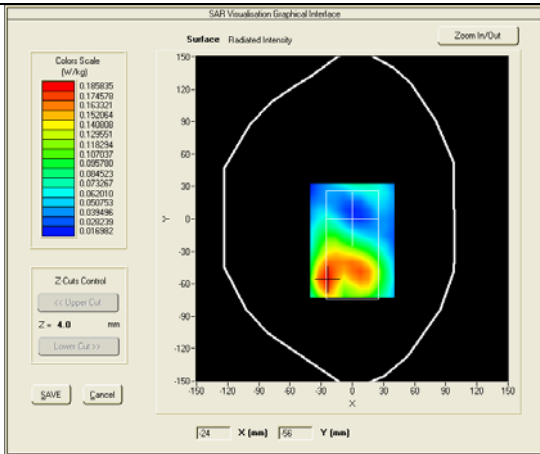 SAR Visualisation Graphical Interface
Surface Radiated Intensity
Zoom In/Out
Colors Scale
(W/kg)
0.185835
0.174578
0.163321
0.152064
0.140808
0.129551
0.118294
0.107037
0.095780
0.084523
0.073267
0.062010
0.050753
0.039496
0.028239
0.016982
150-
120-
90-
60-
30-
0-
-30-
-60-
-90-
-120-
-150-
Y
-150 -120 -90 -60 -30 0 30 60 90 120 150
X
Z-Cuts Control
<< Upper Cut
Z = 4.0 mm
Lower Cut >>
SAVE Cancel
-24 X (mm) -56 Y (mm)